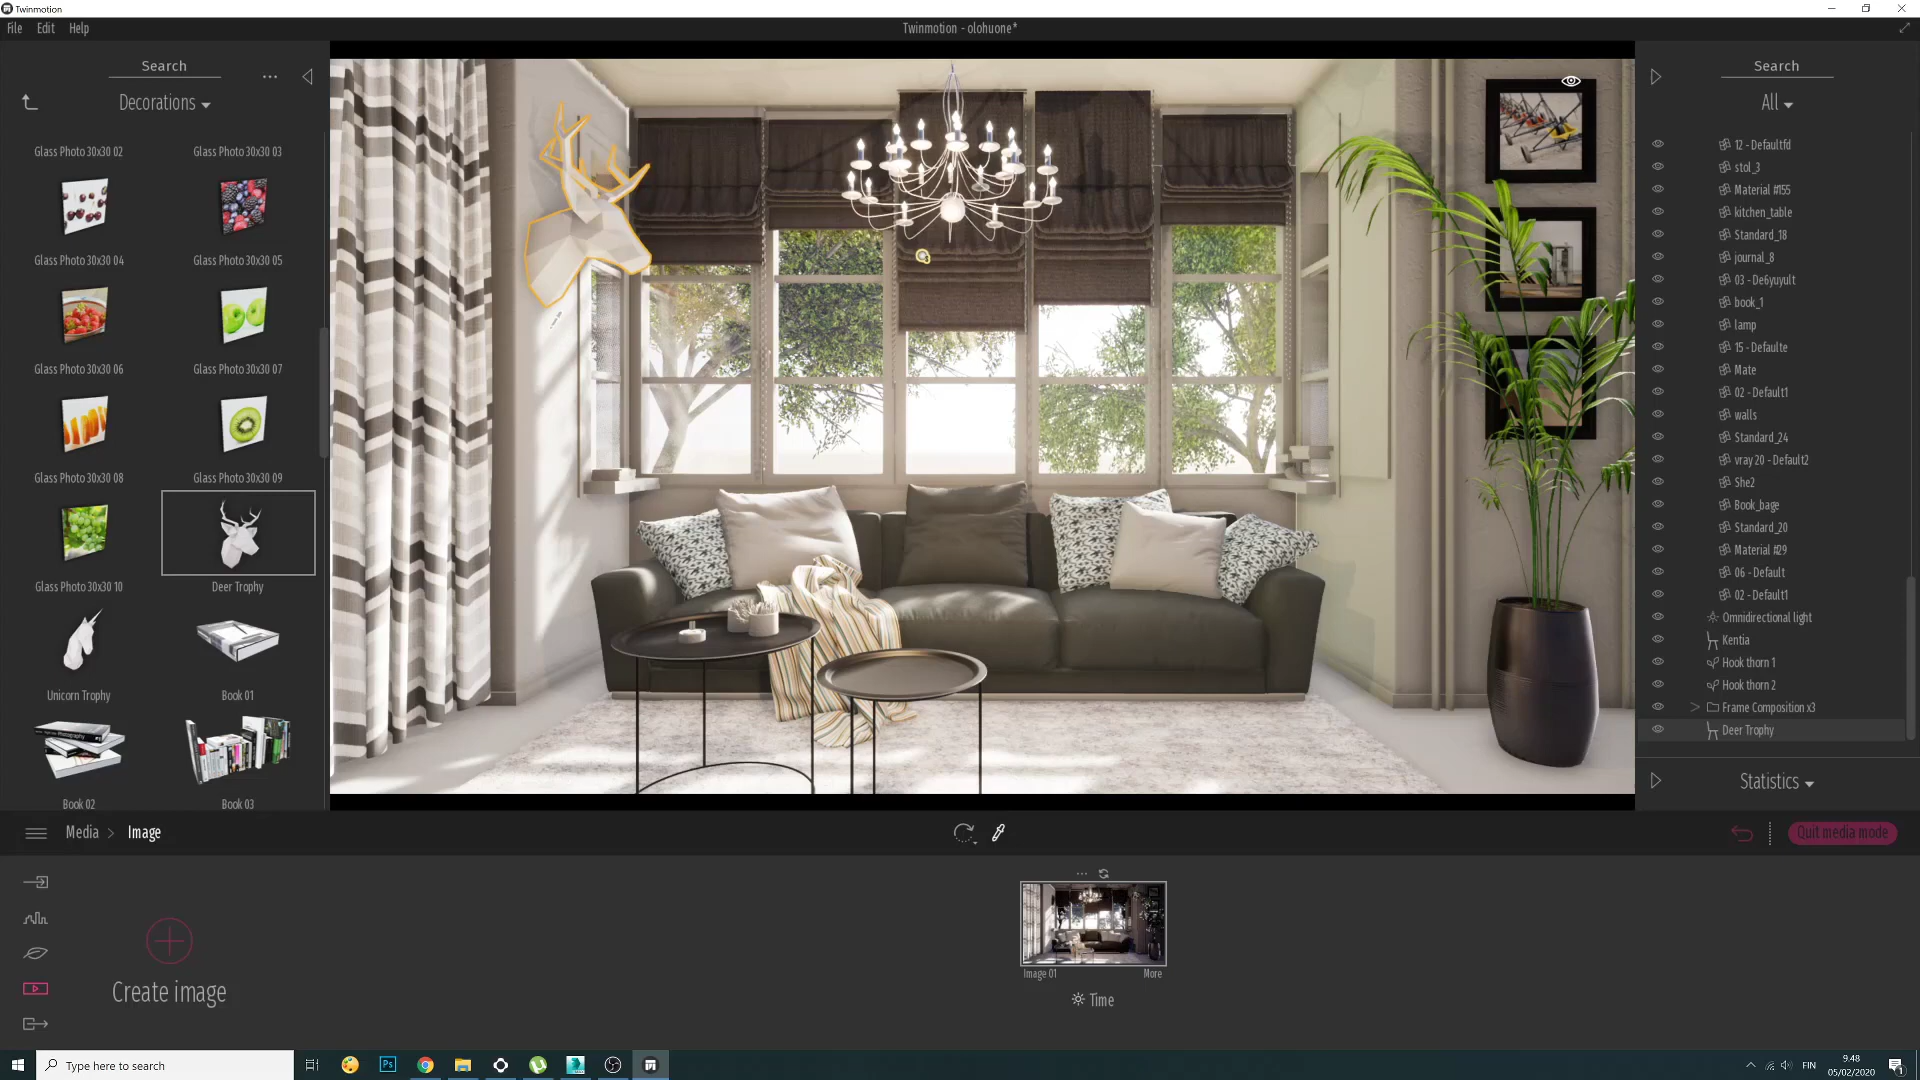 Twinmotion
File Edit Help
Twinmotion - olohuone*
Search
Decorations
Glass Photo 30x30 02
Glass Photo 30x30 03
Glass Photo 30x30 04
Glass Photo 30x30 05
Glass Photo 30x30 06
Glass Photo 30x30 07
Glass Photo 30x30 08
Glass Photo 30x30 09
Glass Photo 30x30 10
Deer Trophy
Unicorn Trophy
Book 01
Book 02
Book 03
Search
All
12 - Defaultfd
stol_3
Material #155
kitchen_table
Standard_18
journal_8
03 - De6yuyult
book_1
lamp
15 - Defaulte
Mate
02 - Default1
walls
Standard_24
vray 20 - Default2
She2
Book_bage
Standard_20
Material #29
06 - Default
02 - Default1
Omnidirectional light
Kentia
Hook thorn 1
Hook thorn 2
Frame Composition x3
Deer Trophy
Statistics
Media > Image
Quit media mode
Create image
Image 01 More
Time
Type here to search
Ps
FIN
9.48
05/02/2020
1